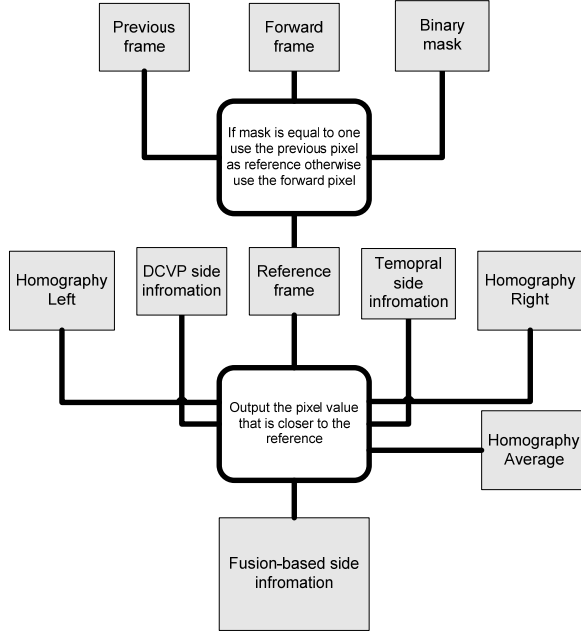 Previous
frame
Forward
frame
Binary
mask
If mask is equal to one
use the previous pixel
as reference otherwise
use the forward pixel
Homography
Left
DCVP side
infromation
Reference
frame
Temopral
side
infromation
Homography
Right
Output the pixel value
that is closer to the
reference
Homography
Average
Fusion-based side
infromation